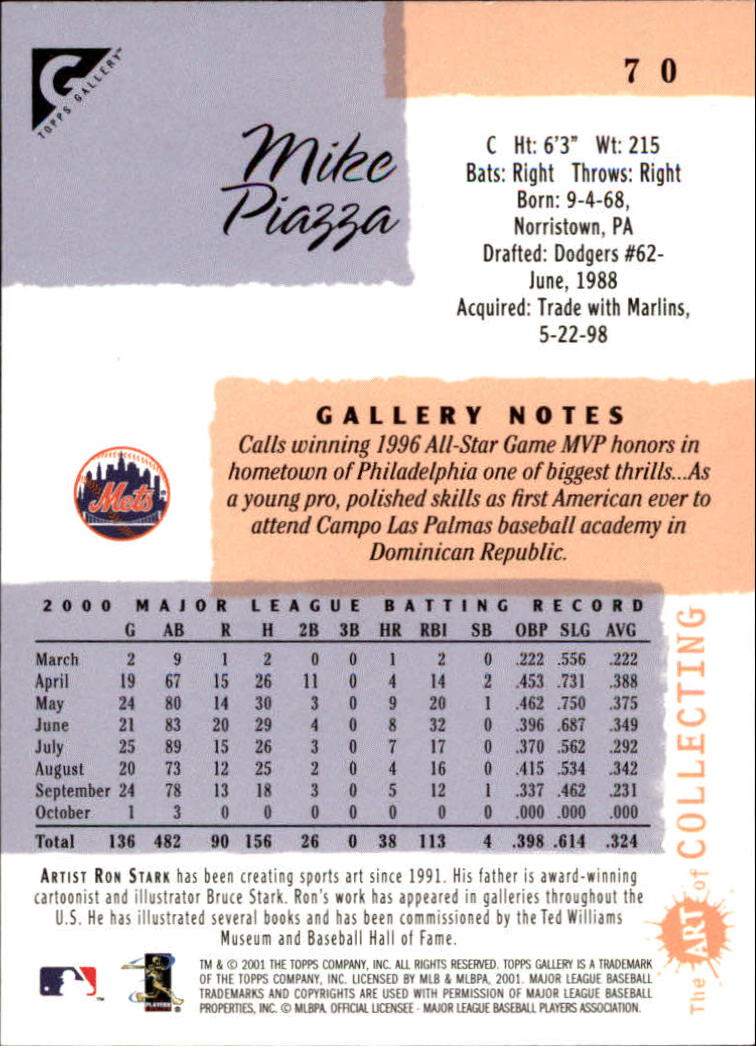 G
TOPPS GALLERY™
70
Mike
Piazza
C Ht: 6'3" Wt: 215
Bats: Right Throws: Right
Born: 9-4-68,
Norristown, PA
Drafted: Dodgers #62-
June, 1988
Acquired: Trade with Marlins,
5-22-98
GALLERY NOTES
Calls winning 1996 All-Star Game MVP honors in
hometown of Philadelphia one of biggest thrills...As
a young pro, polished skills as first American ever to
attend Campo Las Palmas baseball academy in
Dominican Republic.
Mets
2000 MAJOR LEAGUE BATTING RECORD
G AB R H 2B 3B HR RBI SB OBP SLG AVG
March 2 9 1 2 0 0 1 2 0 .222 .556 .222
April 19 67 15 26 11 0 4 14 2 .453 .731 .388
May 24 80 14 30 3 0 9 20 1 .462 .750 .375
June 21 83 20 29 4 0 8 32 0 .396 .687 .349
July 25 89 15 26 3 0 7 17 0 .370 .562 .292
August 20 73 12 25 2 0 4 16 0 .415 .534 .342
September 24 78 13 18 3 0 5 12 1 .337 .462 .231
October 1 3 0 0 0 0 0 0 0 .000 .000 .000
Total 136 482 90 156 26 0 38 113 4 .398 .614 .324
ARTIST RON STARK has been creating sports art since 1991. His father is award-winning
cartoonist and illustrator Bruce Stark. Ron's work has appeared in galleries throughout the
U.S. He has illustrated several books and has been commissioned by the Ted Williams
Museum and Baseball Hall of Fame.
The ART of COLLECTING
TM & © 2001 THE TOPPS COMPANY, INC. ALL RIGHTS RESERVED. TOPPS GALLERY IS A TRADEMARK
OF THE TOPPS COMPANY, INC. LICENSED BY MLB & MLBPA, 2001. MAJOR LEAGUE BASEBALL
TRADEMARKS AND COPYRIGHTS ARE USED WITH PERMISSION OF MAJOR LEAGUE BASEBALL
PROPERTIES, INC. © MLBPA. OFFICIAL LICENSEE - MAJOR LEAGUE BASEBALL PLAYERS ASSOCIATION.